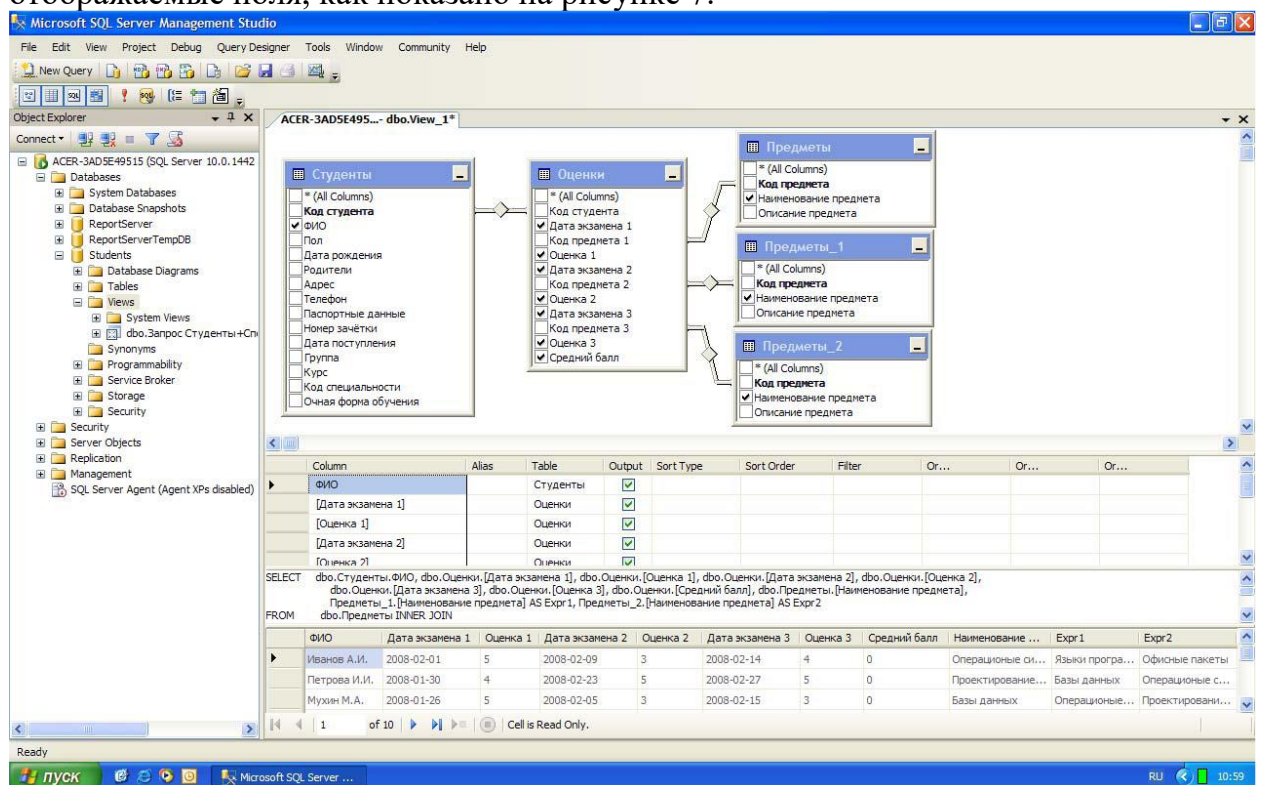 отображаемые поля, как показано на рисунке 7.
Microsoft SQL Server Management Studio
File Edit View Project Debug Query Designer Tools Window Community Help
New Query
Object Explorer
ACER-3AD5E495...- dbo.View_1*
Connect
ACER-3AD5E49515 (SQL Server 10.0.1442
Databases
System Databases
Database Snapshots
ReportServer
ReportServerTempDB
Students
Database Diagrams
Tables
Views
System Views
dbo.Запрос Студенты+Спе
Synonyms
Programmability
Service Broker
Storage
Security
Security
Server Objects
Replication
Management
SQL Server Agent (Agent XPs disabled)
Студенты
* (All Columns)
Код студента
ФИО
Пол
Дата рождения
Родители
Адрес
Телефон
Паспортные данные
Номер зачётки
Дата поступления
Группа
Курс
Код специальности
Очная форма обучения
Оценки
* (All Columns)
Код студента
Дата экзамена 1
Код предмета 1
Оценка 1
Дата экзамена 2
Код предмета 2
Оценка 2
Дата экзамена 3
Код предмета 3
Оценка 3
Средний балл
Предметы
* (All Columns)
Код предмета
Наименование предмета
Описание предмета
Предметы_1
* (All Columns)
Код предмета
Наименование предмета
Описание предмета
Предметы_2
* (All Columns)
Код предмета
Наименование предмета
Описание предмета
Column Alias Table Output Sort Type Sort Order Filter Or... Or... Or...
ФИО Студенты
[Дата экзамена 1] Оценки
[Оценка 1] Оценки
[Дата экзамена 2] Оценки
[Оценка 2] Оценки
SELECT dbo.Студенты.ФИО, dbo.Оценки.[Дата экзамена 1], dbo.Оценки.[Оценка 1], dbo.Оценки.[Дата экзамена 2], dbo.Оценки.[Оценка 2],
dbo.Оценки.[Дата экзамена 3], dbo.Оценки.[Оценка 3], dbo.Оценки.[Средний балл], dbo.Предметы.[Наименование предмета],
Предметы_1.[Наименование предмета] AS Expr1, Предметы_2.[Наименование предмета] AS Expr2
FROM dbo.Предметы INNER JOIN
ФИО Дата экзамена 1 Оценка 1 Дата экзамена 2 Оценка 2 Дата экзамена 3 Оценка 3 Средний балл Наименование ... Expr1 Expr2
Иванов А.И. 2008-02-01 5 2008-02-09 3 2008-02-14 4 0 Операционные си... Языки програ... Офисные пакеты
Петрова И.И. 2008-01-30 4 2008-02-23 5 2008-02-27 5 0 Проектирование... Базы данных Операционные с...
Мухин М.А. 2008-01-26 5 2008-02-05 3 2008-02-15 3 0 Базы данных Операционные... Проектировани...
1 of 10 Cell is Read Only.
Ready
пуск Microsoft SQL Server ... RU 10:59